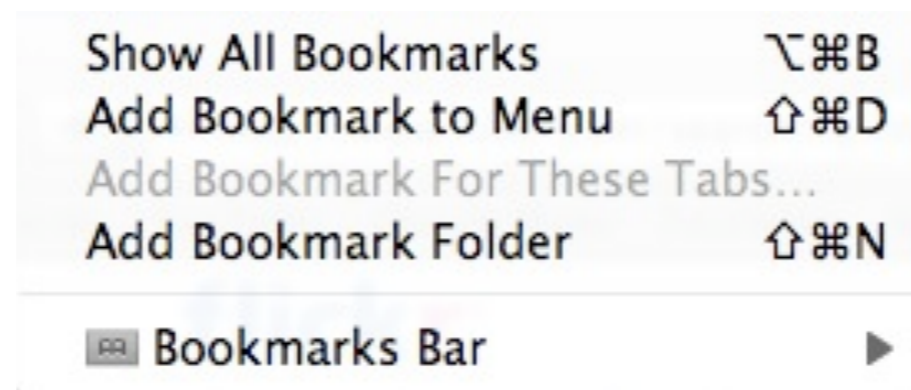 Show All Bookmarks ⌥⌘B
Add Bookmark to Menu ⇧⌘D
Add Bookmark For These Tabs...
Add Bookmark Folder ⇧⌘N
Bookmarks Bar ▶